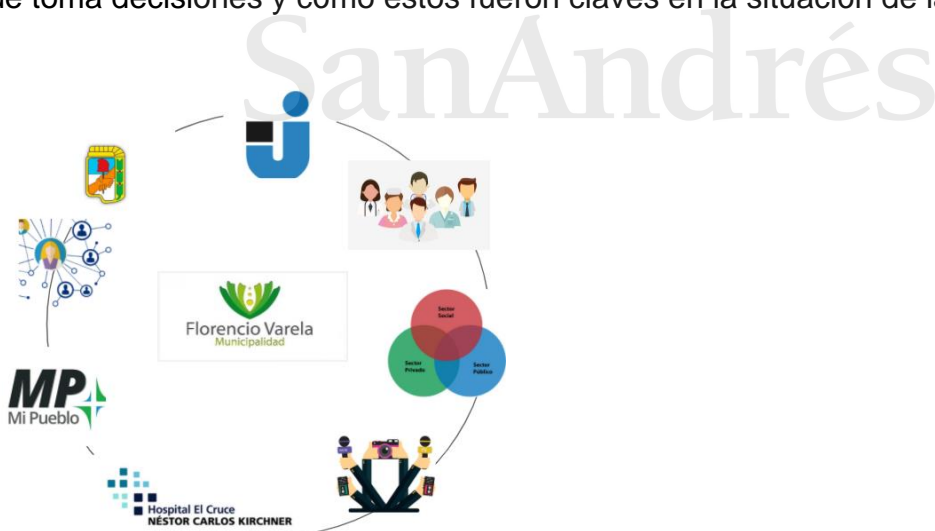 de toma decisiones y cómo estos fueron claves en la situación de la
SanAndrés
Florencio Varela
Municipalidad
Sector
Social
Sector
Privado
Sector
Público
MP
Mi Pueblo
Hospital El Cruce
NÉSTOR CARLOS KIRCHNER